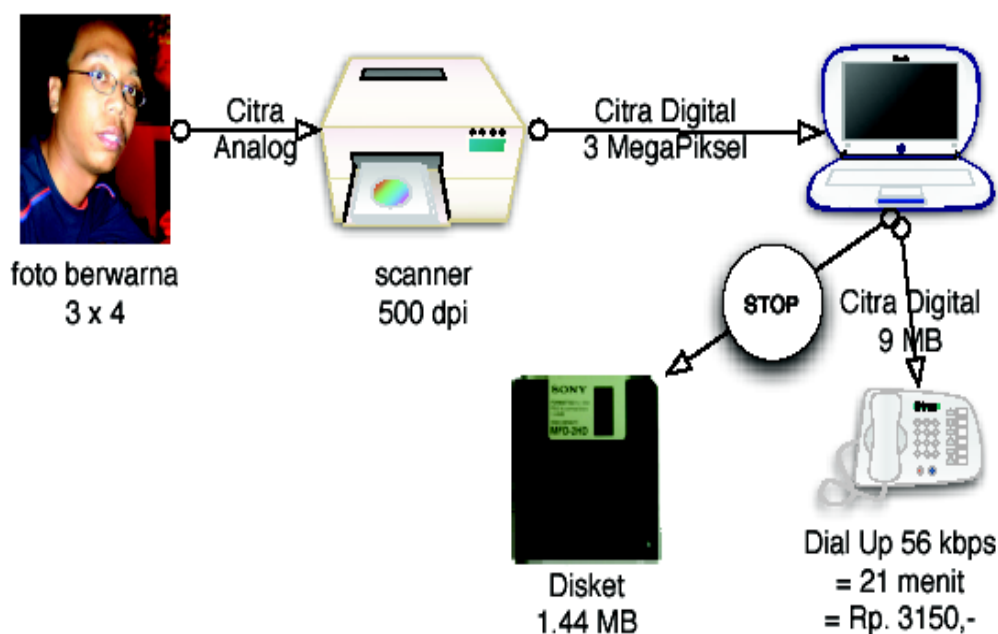 Citra
Analog
Citra Digital
3 MegaPiksel
foto berwarna
3 x 4
scanner
500 dpi
STOP
Citra Digital
9 MB
SONY
MFD-2HD
Disket
1.44 MB
Dial Up 56 kbps
= 21 menit
= Rp. 3150,-